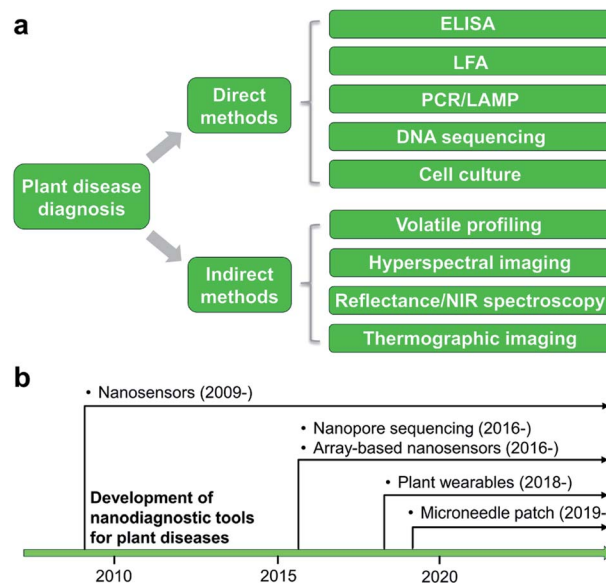 a
Plant disease
diagnosis
Direct
methods
ELISA
LFA
PCR/LAMP
DNA sequencing
Cell culture
Indirect
methods
Volatile profiling
Hyperspectral imaging
Reflectance/NIR spectroscopy
Thermographic imaging
b
• Nanosensors (2009-)
• Nanopore sequencing (2016-)
• Array-based nanosensors (2016-)
• Plant wearables (2018-)
• Microneedle patch (2019-
Development of
nanodiagnostic tools
for plant diseases
2010 2015 2020